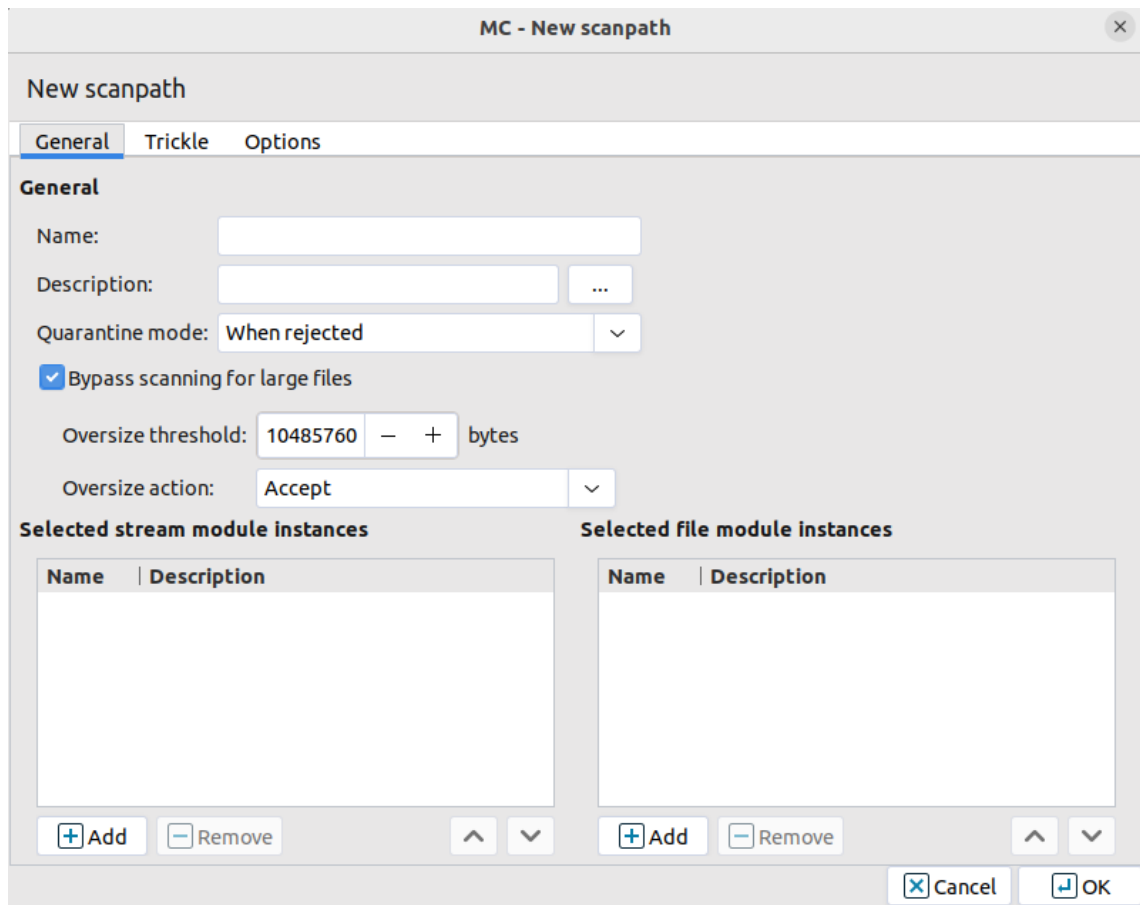 MC - New scanpath
New scanpath
General Trickle Options
General
Name:
Description: ...
Quarantine mode: When rejected
Bypass scanning for large files
Oversize threshold: 10485760 − + bytes
Oversize action: Accept
Selected stream module instances Selected file module instances
Name Description Name Description
Add Remove Add Remove
Cancel OK